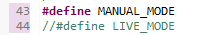 43 #define MANUAL_MODE
44 //#define LIVE_MODE